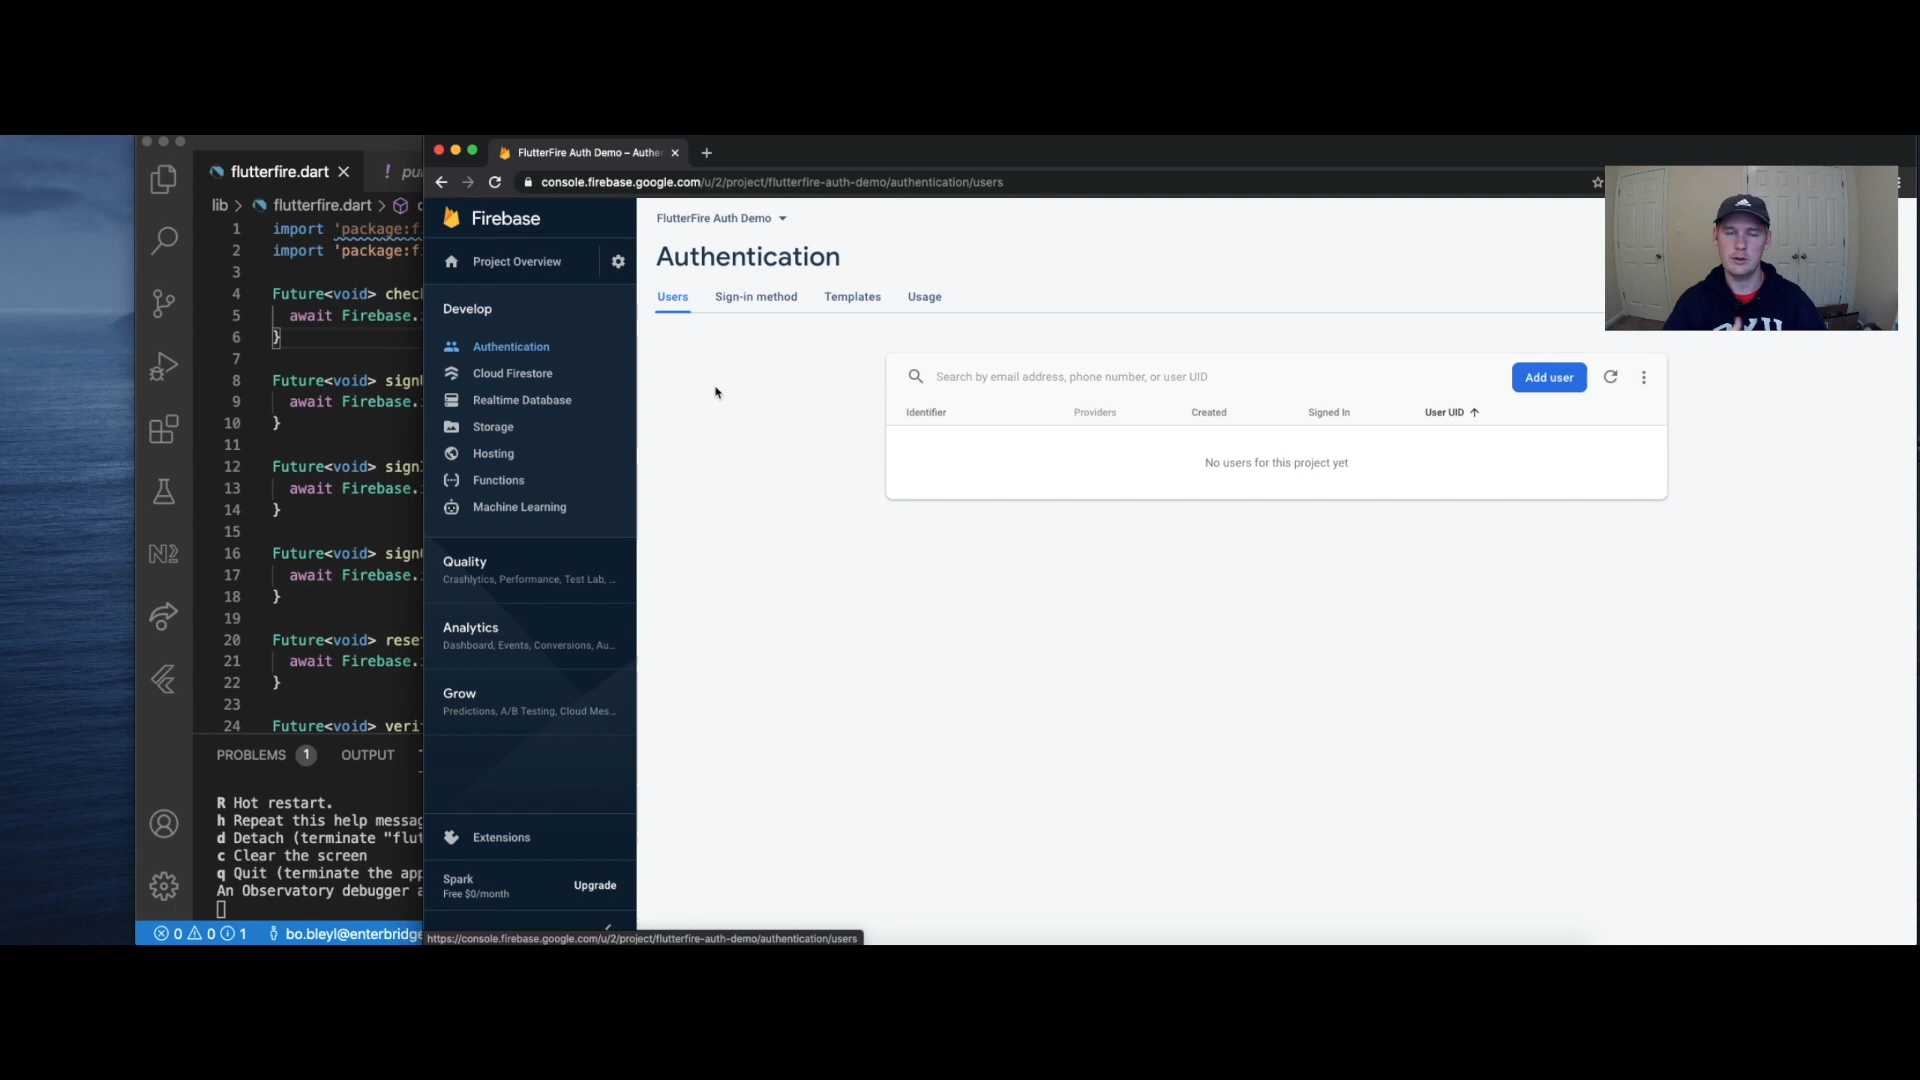 flutterfire.dart
lib > flutterfire.dart >
1 import 'package:f
2 import 'package:f
3
4 Future<void> chec
5 await Firebase.
6 }
7
8 Future<void> sign
9 await Firebase.
10 }
11
12 Future<void> sign
13 await Firebase.
14 }
15
16 Future<void> sign
17 await Firebase.
18 }
19
20 Future<void> rese
21 await Firebase.
22 }
23
24 Future<void> veri
PROBLEMS 1 OUTPUT
R Hot restart.
h Repeat this help messag
d Detach (terminate "flut
c Clear the screen
q Quit (terminate the app
An Observatory debugger a
0 0 1 bo.bleyl@enterbridge
FlutterFire Auth Demo – Authe
console.firebase.google.com/u/2/project/flutterfire-auth-demo/authentication/users
Firebase
Project Overview
Develop
Authentication
Cloud Firestore
Realtime Database
Storage
Hosting
Functions
Machine Learning
Quality
Crashlytics, Performance, Test Lab, ...
Analytics
Dashboard, Events, Conversions, Au...
Grow
Predictions, A/B Testing, Cloud Mes...
Extensions
Spark
Free $0/month
Upgrade
https://console.firebase.google.com/u/2/project/flutterfire-auth-demo/authentication/users
FlutterFire Auth Demo
Authentication
Users Sign-in method Templates Usage
Search by email address, phone number, or user UID
Add user
Identifier Providers Created Signed In User UID
No users for this project yet